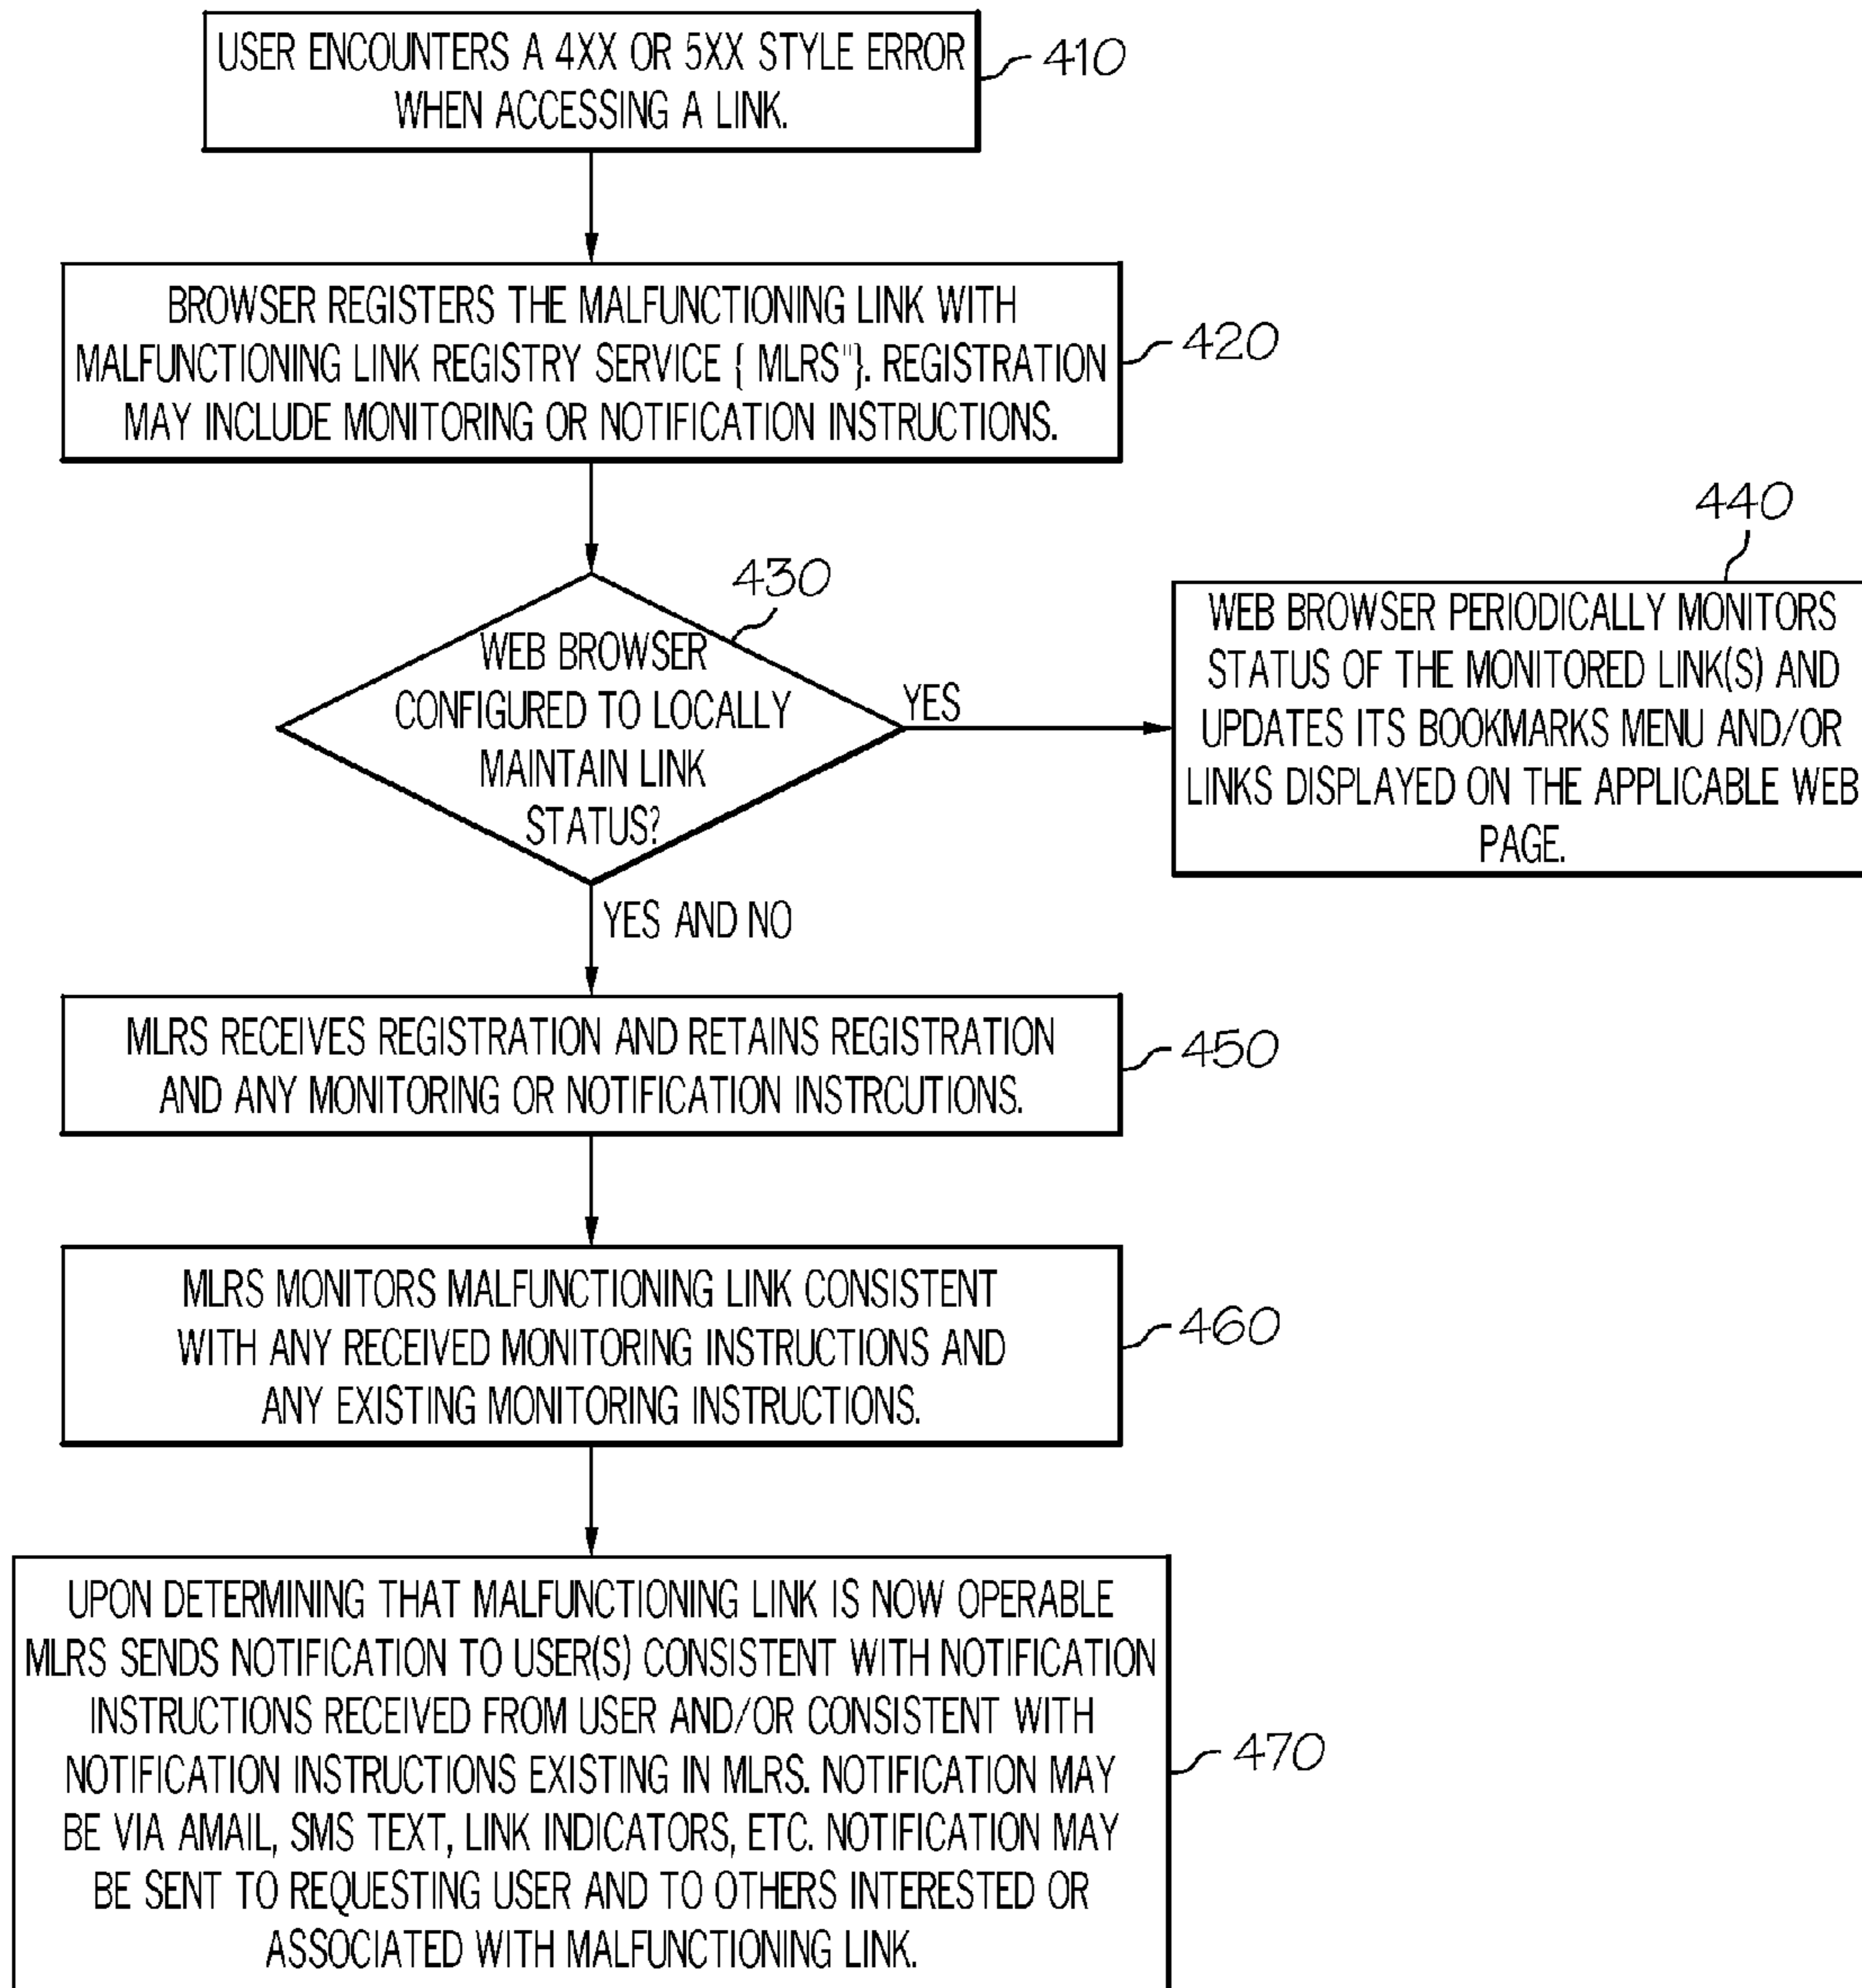 USER ENCOUNTERS A 4XX OR 5XX STYLE ERROR
WHEN ACCESSING A LINK.
410
BROWSER REGISTERS THE MALFUNCTIONING LINK WITH
MALFUNCTIONING LINK REGISTRY SERVICE { MLRS"}. REGISTRATION
MAY INCLUDE MONITORING OR NOTIFICATION INSTRUCTIONS.
420
430
WEB BROWSER
CONFIGURED TO LOCALLY
MAINTAIN LINK
STATUS?
YES
440
WEB BROWSER PERIODICALLY MONITORS
STATUS OF THE MONITORED LINK(S) AND
UPDATES ITS BOOKMARKS MENU AND/OR
LINKS DISPLAYED ON THE APPLICABLE WEB
PAGE.
YES AND NO
MLRS RECEIVES REGISTRATION AND RETAINS REGISTRATION
AND ANY MONITORING OR NOTIFICATION INSTRCUTIONS.
450
MLRS MONITORS MALFUNCTIONING LINK CONSISTENT
WITH ANY RECEIVED MONITORING INSTRUCTIONS AND
ANY EXISTING MONITORING INSTRUCTIONS.
460
UPON DETERMINING THAT MALFUNCTIONING LINK IS NOW OPERABLE
MLRS SENDS NOTIFICATION TO USER(S) CONSISTENT WITH NOTIFICATION
INSTRUCTIONS RECEIVED FROM USER AND/OR CONSISTENT WITH
NOTIFICATION INSTRUCTIONS EXISTING IN MLRS. NOTIFICATION MAY
BE VIA AMAIL, SMS TEXT, LINK INDICATORS, ETC. NOTIFICATION MAY
BE SENT TO REQUESTING USER AND TO OTHERS INTERESTED OR
ASSOCIATED WITH MALFUNCTIONING LINK.
470